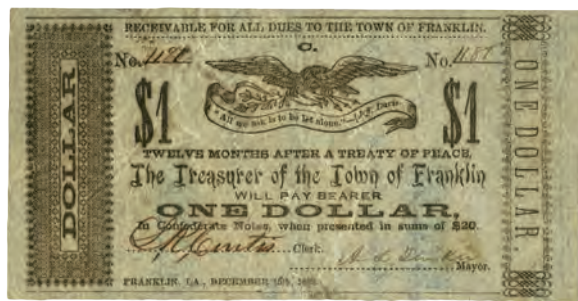 RECEIVABLE FOR ALL DUES TO THE TOWN OF FRANKLIN.
C.
No. 1181 No. 1181
"All we ask is to be let alone."—J. Davis
$1 $1
TWELVE MONTHS AFTER A TREATY OF PEACE,
The Treasurer of the Town of Franklin
WILL PAY BEARER
ONE DOLLAR,
In Confederate Notes, when presented in sums of $20.
Clerk.
Mayor.
FRANKLIN, LA., DECEMBER
DOLLAR
ONE DOLLAR.